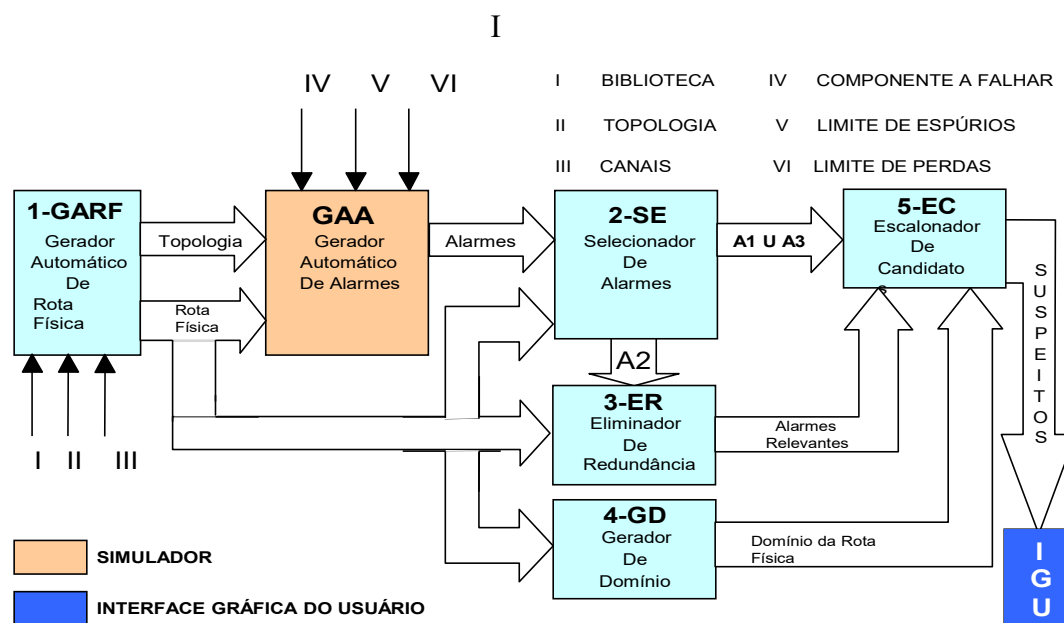 I
IV V VI
I BIBLIOTECA
IV COMPONENTE A FALHAR
II TOPOLOGIA
V LIMITE DE ESPÚRIOS
III CANAIS
VI LIMITE DE PERDAS
1-GARF
Gerador
Automático
De
Rota
Física
Topologia
Rota
Física
GAA
Gerador
Automático
De Alarmes
Alarmes
2-SE
Selecionador
De
Alarmes
A1 U A3
5-EC
Escalonador
De
Candidato
s
A2
3-ER
Eliminador
De
Redundância
Alarmes
Relevantes
4-GD
Gerador
De
Domínio
Domínio da Rota
Física
SUSPEITOS
I II III
SIMULADOR
INTERFACE GRÁFICA DO USUÁRIO
I
G
U